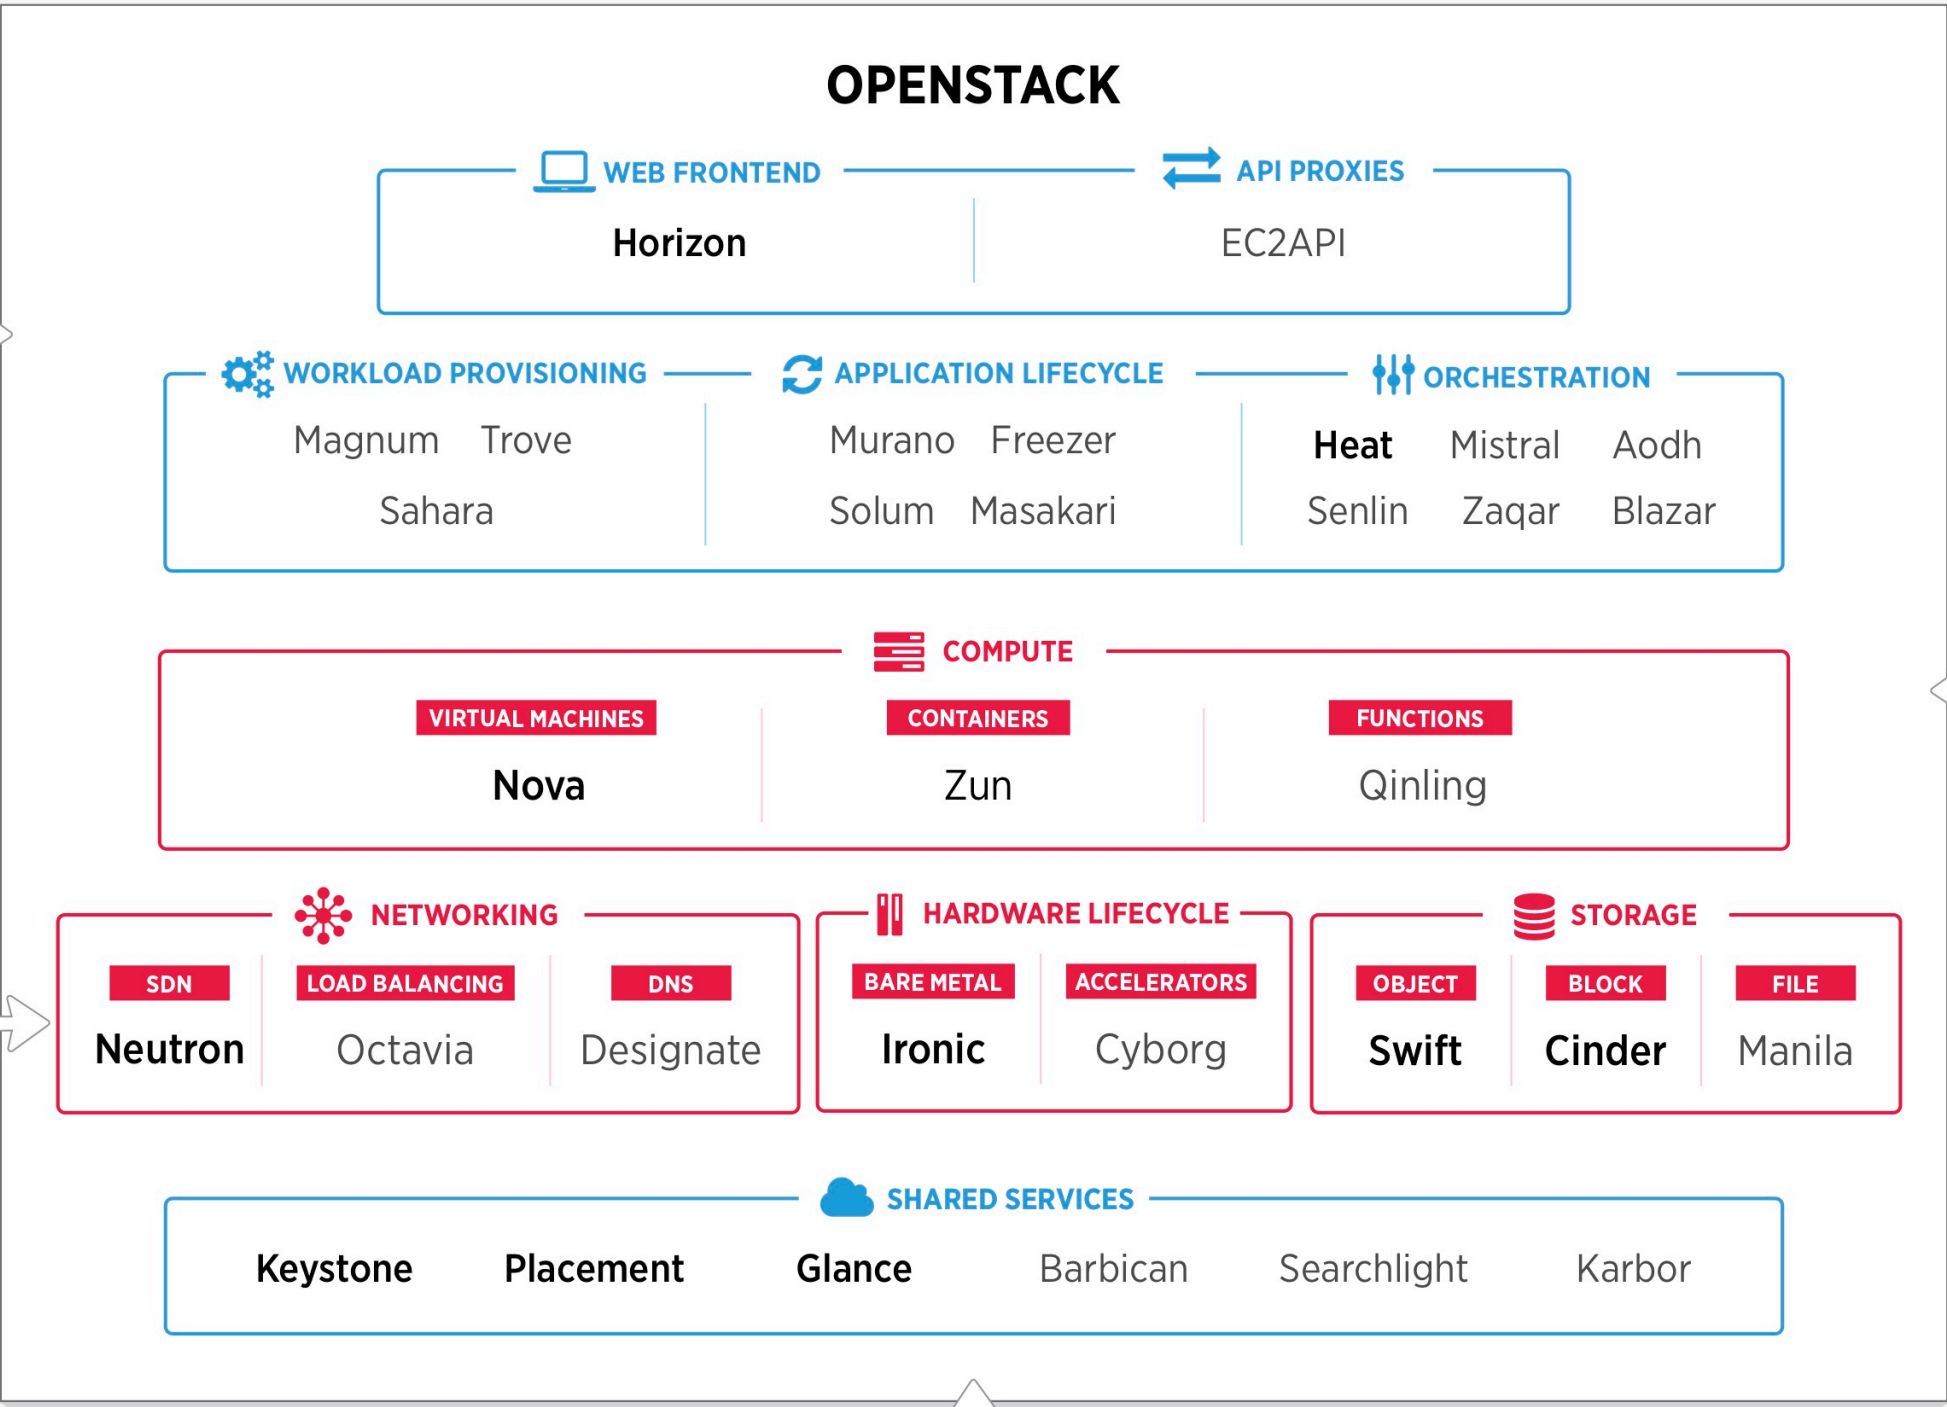 OPENSTACK
WEB FRONTEND
API PROXIES
Horizon
EC2API
WORKLOAD PROVISIONING
APPLICATION LIFECYCLE
ORCHESTRATION
Magnum Trove
Sahara
Murano Freezer
Solum Masakari
Heat Mistral Aodh
Senlin Zaqar Blazar
COMPUTE
VIRTUAL MACHINES
Nova
CONTAINERS
Zun
FUNCTIONS
Qinling
NETWORKING
SDN
Neutron
LOAD BALANCING
Octavia
DNS
Designate
HARDWARE LIFECYCLE
BARE METAL
Ironic
ACCELERATORS
Cyborg
STORAGE
OBJECT
Swift
BLOCK
Cinder
FILE
Manila
SHARED SERVICES
Keystone Placement Glance Barbican Searchlight Karbor